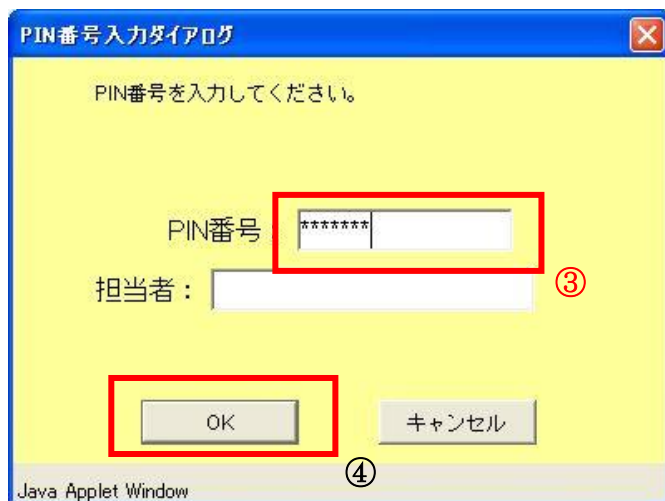 PIN番号入力ダイアログ
PIN番号を入力してください。
PIN番号： *******
③
担当者：
OK
キャンセル
④
Java Applet Window